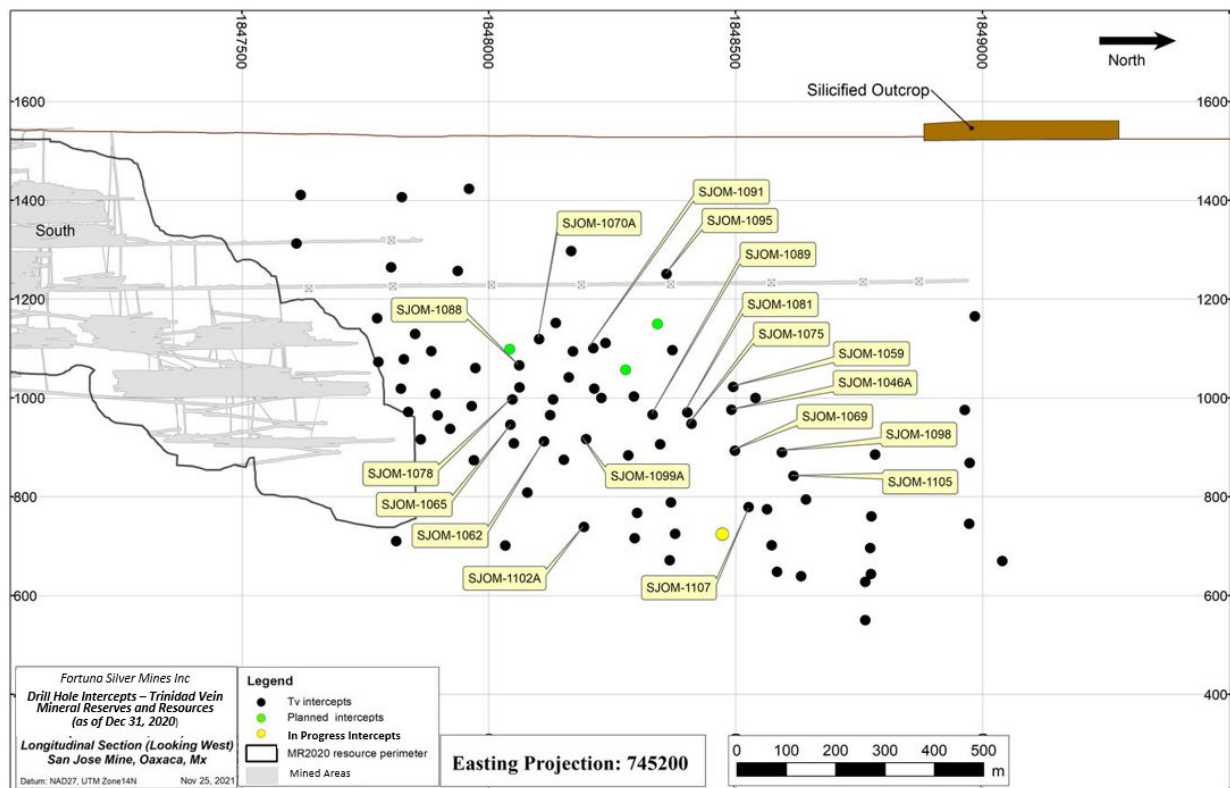 1847500
1848000
1848500
1849000
North
1600
1600
Silicified Outcrop
1400
1400
South
SJOM-1070A
SJOM-1091
SJOM-1095
SJOM-1089
1200
1200
SJOM-1088
SJOM-1081
SJOM-1075
SJOM-1059
SJOM-1046A
1000
1000
SJOM-1069
SJOM-1098
SJOM-1078
SJOM-1099A
SJOM-1105
800
800
SJOM-1065
SJOM-1062
SJOM-1102A
SJOM-1107
600
600
400
400
Fortuna Silver Mines Inc
Drill Hole Intercepts – Trinidad Vein
Mineral Reserves and Resources
(as of Dec 31, 2020)
Longitudinal Section (Looking West)
San Jose Mine, Oaxaca, Mx
Datum: NAD27, UTM Zone14N Nov 25, 2021
Legend
Tv intercepts
Planned intercepts
In Progress Intercepts
MR2020 resource perimeter
Mined Areas
Easting Projection: 745200
0 100 200 300 400 500
m